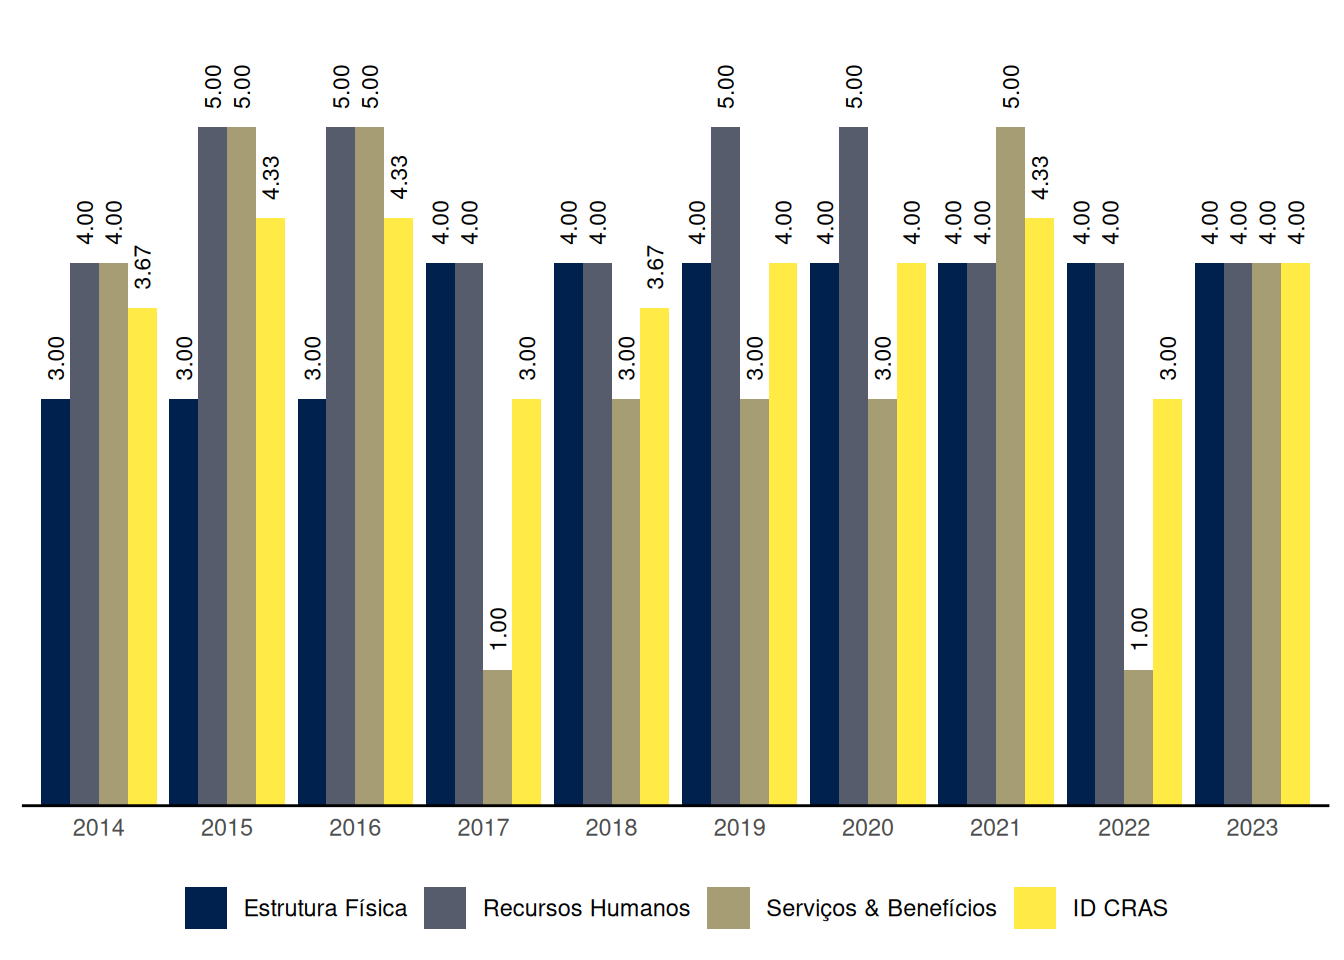 3.00 4.00 4.00 3.67
3.00 5.00 5.00 4.33
3.00 5.00 5.00 4.33
4.00 4.00 1.00 3.00
4.00 4.00 3.00 3.67
4.00 5.00 3.00 4.00
4.00 5.00 3.00 4.00
4.00 4.00 5.00 4.33
4.00 4.00 1.00 3.00
4.00 4.00 4.00 4.00
2014 2015 2016 2017 2018 2019 2020 2021 2022 2023
Estrutura Física Recursos Humanos Serviços & Benefícios ID CRAS